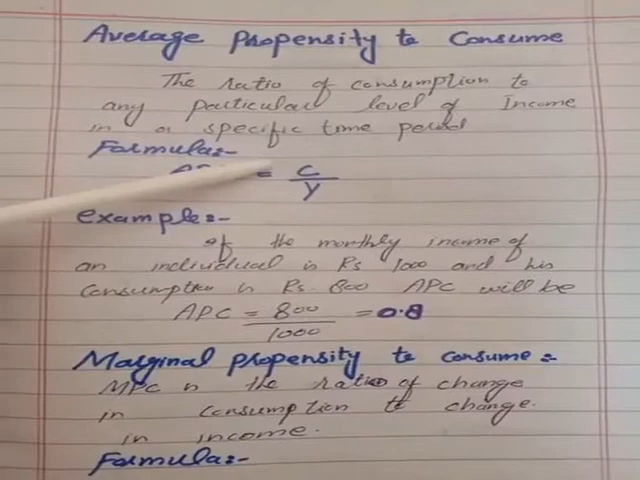 Average Propensity to Consume
The ratio of consumption to
any particular level of Income
in a specific time period
Formula:-
= C
Y
example:-
If the monthly income of
an individual is Rs 1000 and his
Consumption is Rs. 800 APC will be
APC = 800 = 0.8
1000
Marginal propensity to consume:-
MPC is the ratio of change
in consumption to change.
in income.
Formula:-